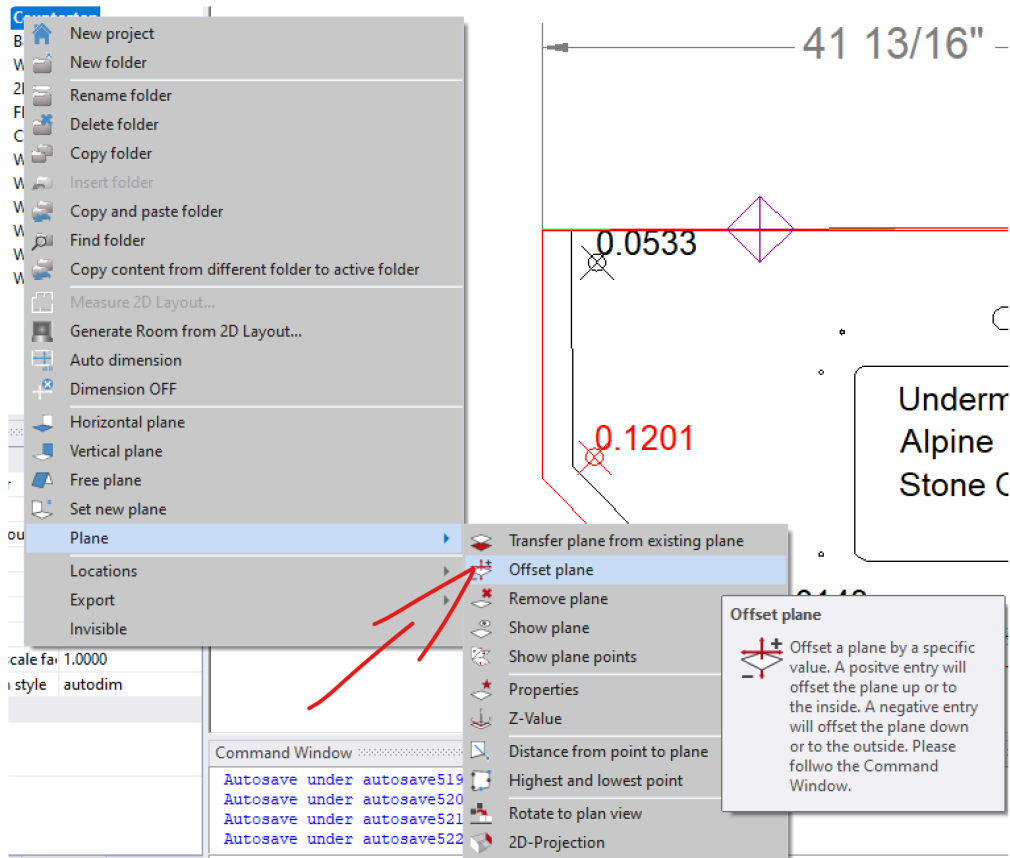 Countertop
New project
New folder
Rename folder
Delete folder
Copy folder
Insert folder
Copy and paste folder
Find folder
Copy content from different folder to active folder
Measure 2D Layout...
Generate Room from 2D Layout...
Auto dimension
Dimension OFF
Horizontal plane
Vertical plane
Free plane
Set new plane
Plane
Locations
Export
Invisible
scale fa 1.0000
style autodim
Transfer plane from existing plane
Offset plane
Remove plane
Show plane
Show plane points
Properties
Z-Value
Distance from point to plane
Highest and lowest point
Rotate to plan view
2D-Projection
Offset plane
Offset a plane by a specific
value. A positve entry will
offset the plane up or to
the inside. A negative entry
will offset the plane down
or to the outside. Please
follwo the Command
Window.
Command Window
Autosave under autosave519
Autosave under autosave520
Autosave under autosave521
Autosave under autosave522
41 13/16"
0.0533
0.1201
Underm
Alpine
Stone